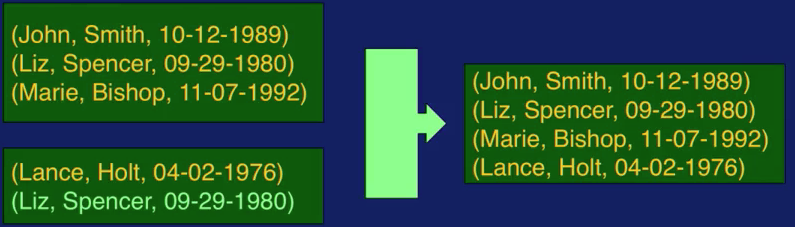 (John, Smith, 10-12-1989)
(Liz, Spencer, 09-29-1980)
(Marie, Bishop, 11-07-1992)
(Lance, Holt, 04-02-1976)
(Liz, Spencer, 09-29-1980)
(John, Smith, 10-12-1989)
(Liz, Spencer, 09-29-1980)
(Marie, Bishop, 11-07-1992)
(Lance, Holt, 04-02-1976)